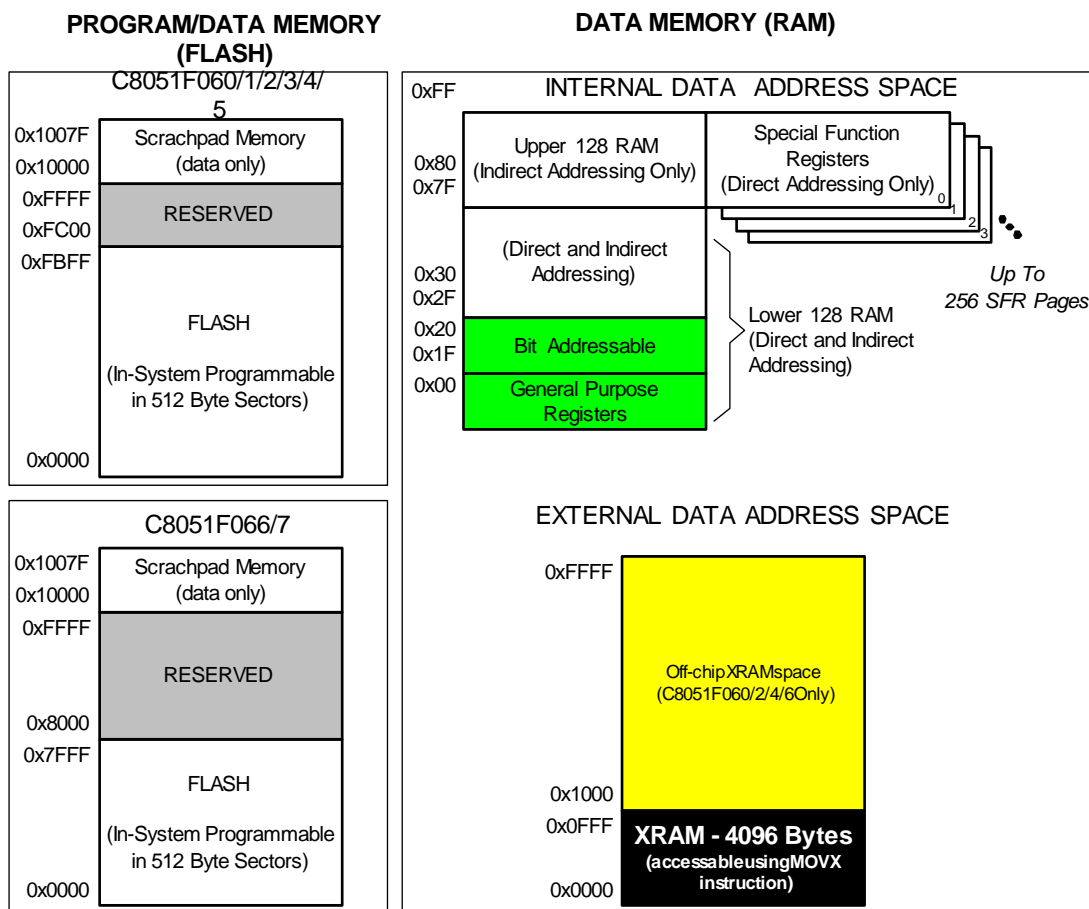 PROGRAM/DATA MEMORY
(FLASH)
C8051F060/1/2/3/4/
5
0x1007F
Scrachpad Memory
(data only)
0x10000
0xFFFF
RESERVED
0xFC00
0xFBFF
FLASH
(In-System Programmable
in 512 Byte Sectors)
0x0000
C8051F066/7
0x1007F
Scrachpad Memory
(data only)
0x10000
0xFFFF
RESERVED
0x8000
0x7FFF
FLASH
(In-System Programmable
in 512 Byte Sectors)
0x0000
DATA MEMORY (RAM)
INTERNAL DATA ADDRESS SPACE
0xFF
Upper 128 RAM
(Indirect Addressing Only)
0x80
0x7F
Special Function
Registers
(Direct Addressing Only)
0
1
2
3
Up To
256 SFR Pages
(Direct and Indirect
Addressing)
0x30
0x2F
Bit Addressable
0x20
0x1F
General Purpose
Registers
0x00
Lower 128 RAM
(Direct and Indirect
Addressing)
EXTERNAL DATA ADDRESS SPACE
0xFFFF
Off-chipXRAMspace
(C8051F060/2/4/6Only)
0x1000
0x0FFF
XRAM - 4096 Bytes
(accessableusingMOVX
instruction)
0x0000